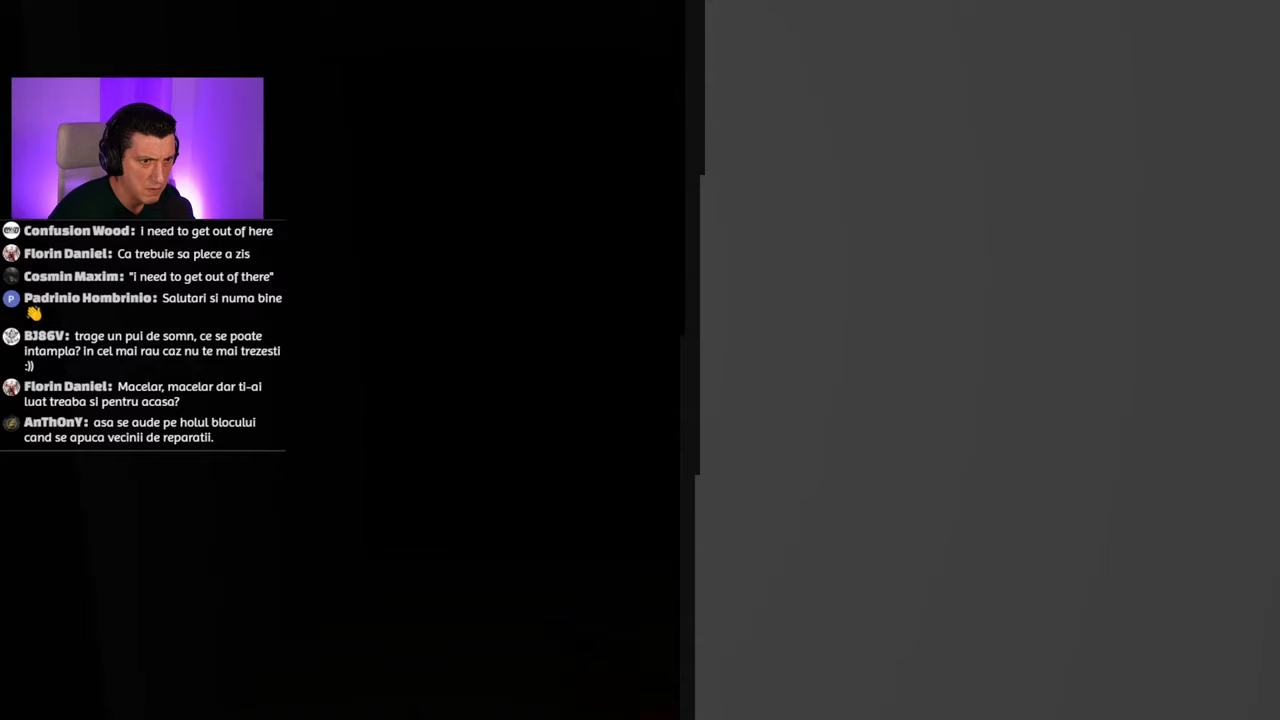 Confusion Wood: i need to get out of here
Florin Daniel: Ca trebuie sa plece a zis
Cosmin Maxim: "i need to get out of there"
P Padrinio Hombrinio: Salutari si numa bine
👋
BJ86V: trage un pui de somn, ce se poate
intampla? in cel mai rau caz nu te mai trezesti
:))
Florin Daniel: Macelar, macelar dar ti-ai
luat treaba si pentru acasa?
AnThOnY: asa se aude pe holul blocului
cand se apuca vecinii de reparatii.